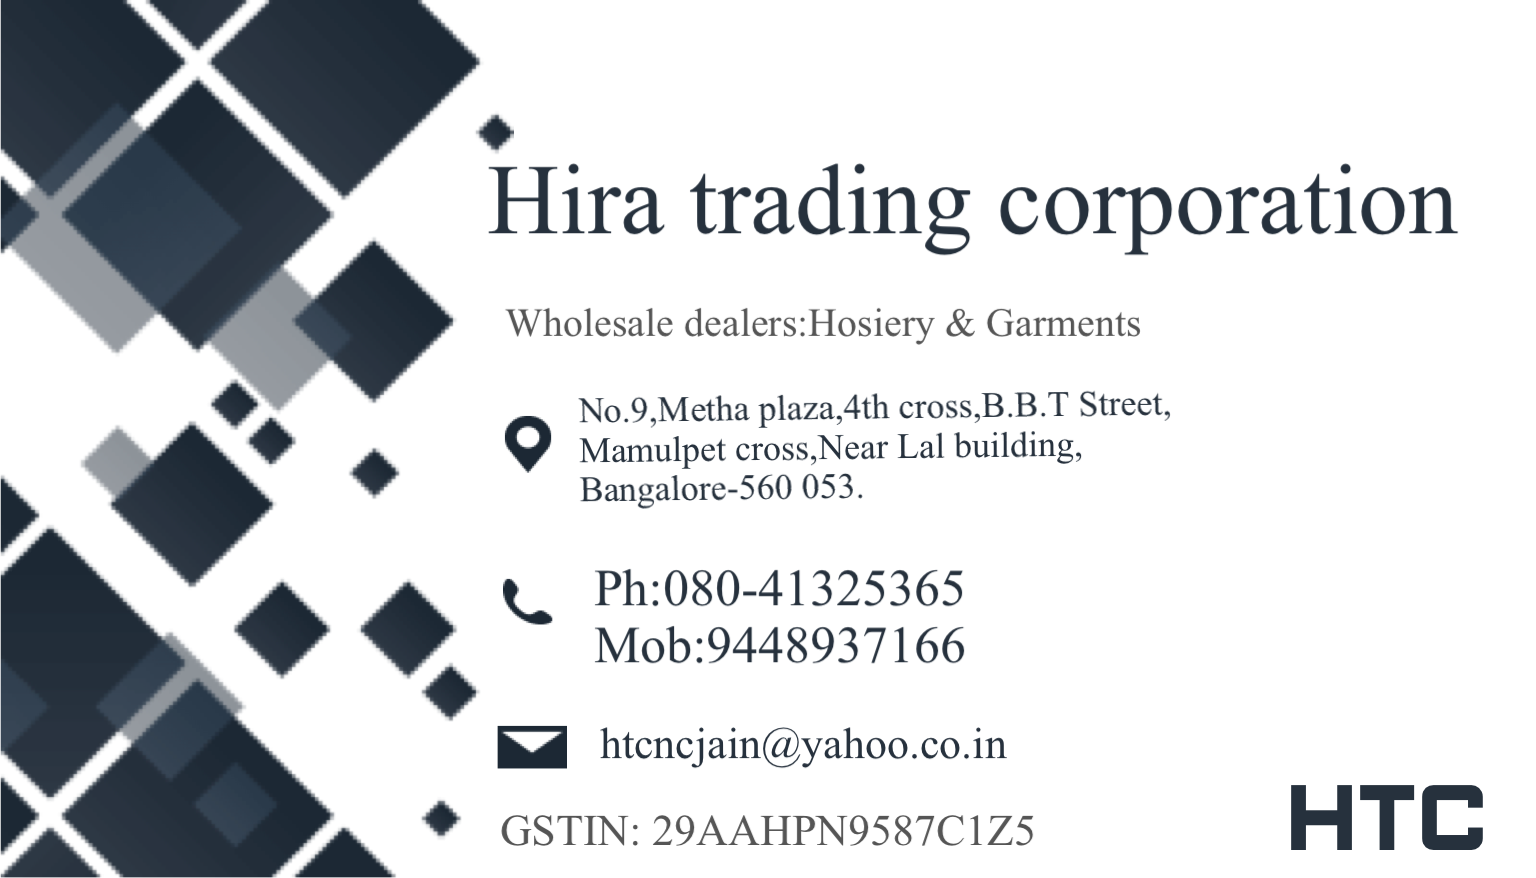 Hira trading corporation
Wholesale dealers:Hosiery & Garments
No.9,Metha plaza,4th cross,B.B.T Street,
Mamulpet cross,Near Lal building,
Bangalore-560 053.
Ph:080-41325365
Mob:9448937166
htcncjain@yahoo.co.in
GSTIN: 29AAHPN9587C1Z5
HTC